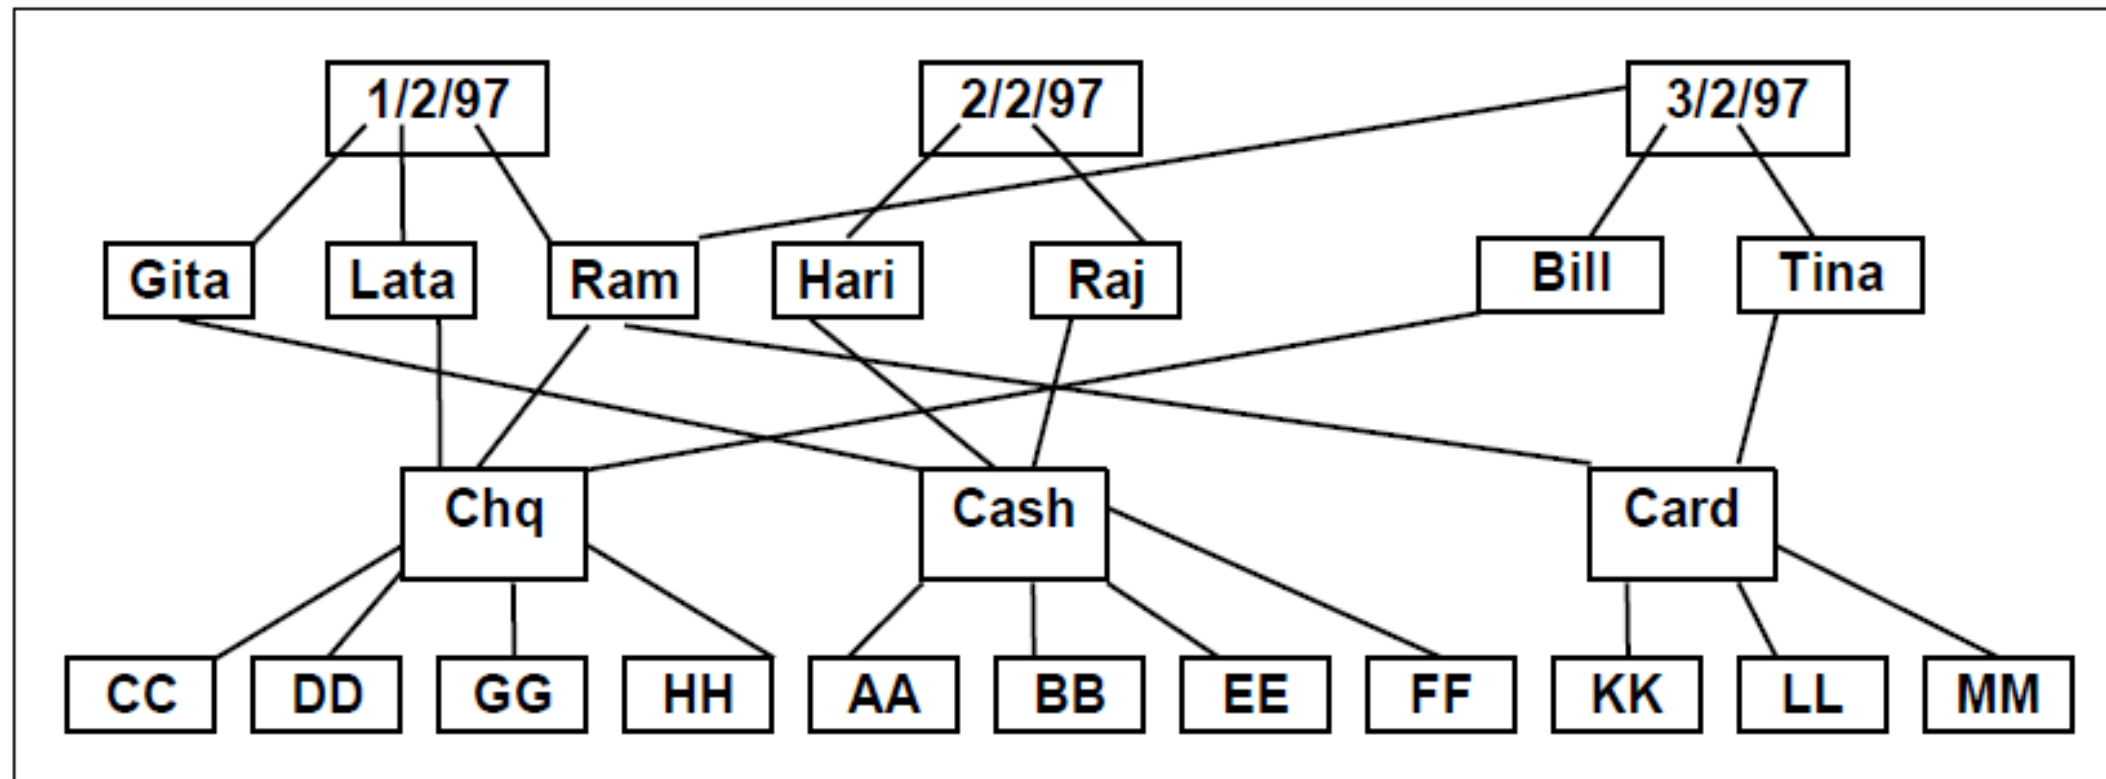 1/2/97 2/2/97 3/2/97
Gita Lata Ram Hari Raj Bill Tina
Chq Cash Card
CC DD GG HH AA BB EE FF KK LL MM